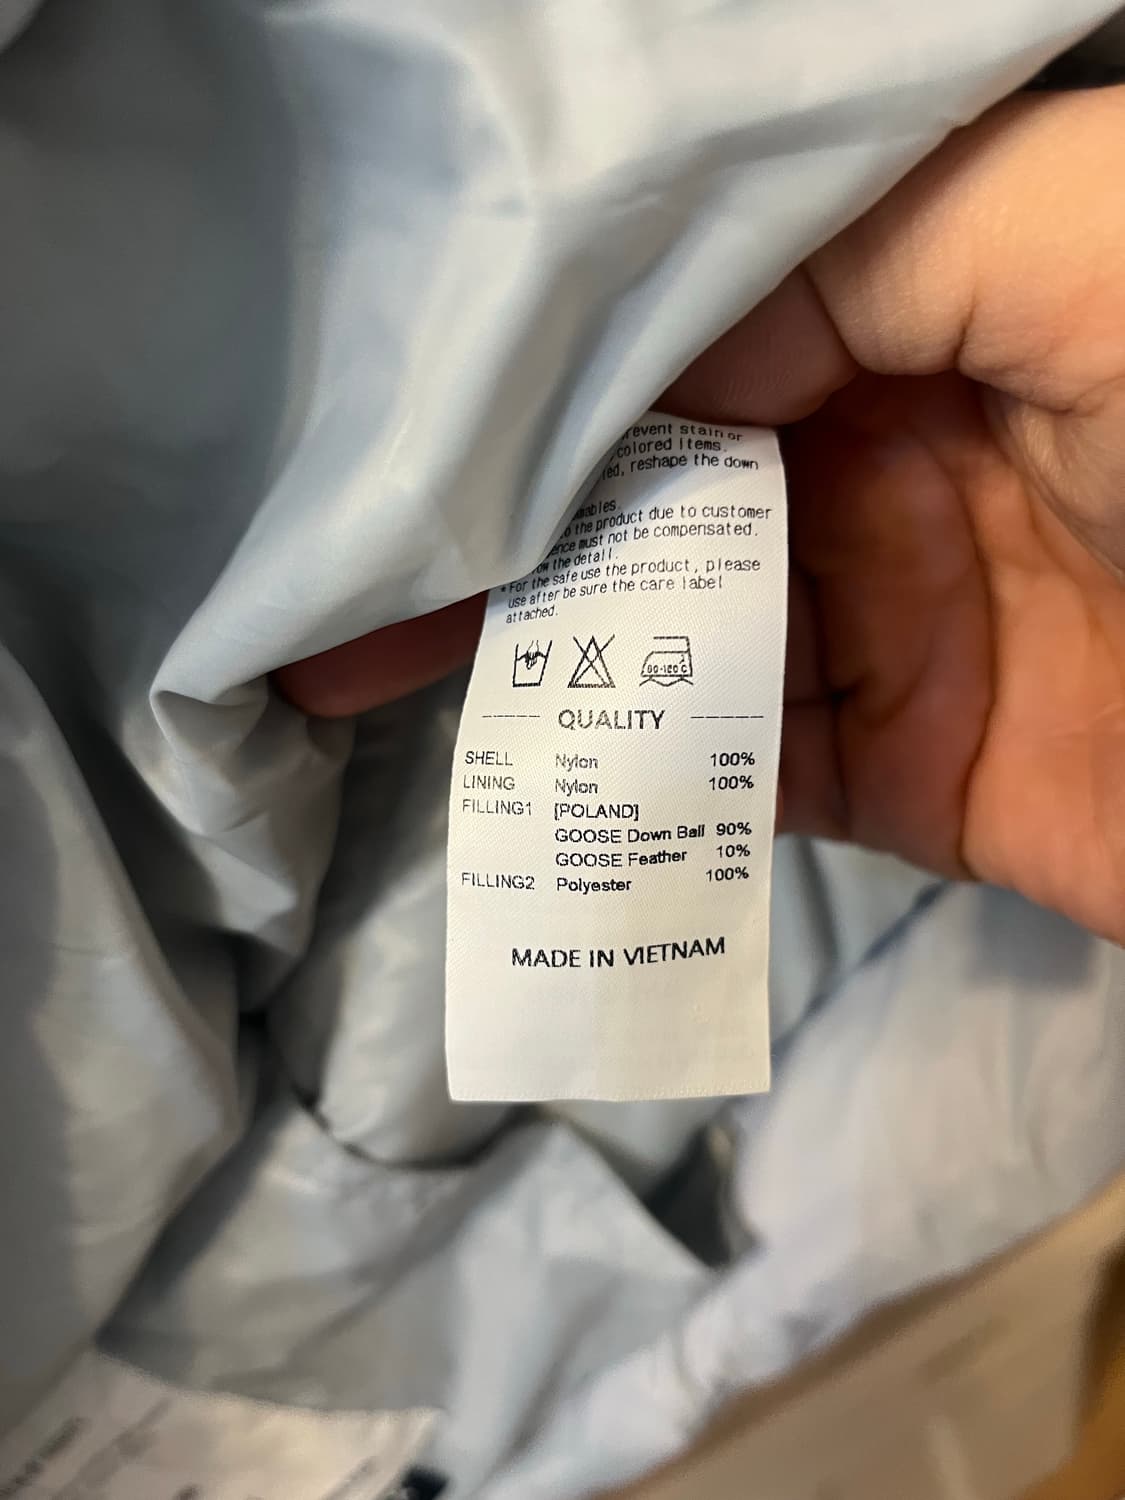 revent stain or
colored Items.
ed, reshape the down
the product due to customer
must not be compensated.
the detail.
*For the safe use the product, please
use after be sure the care label
attached.
80-120°C
----- QUALITY -----
SHELL Nylon 100%
LINING Nylon 100%
FILLING1 [POLAND]
GOOSE Down Ball 90%
GOOSE Feather 10%
FILLING2 Polyester 100%
MADE IN VIETNAM